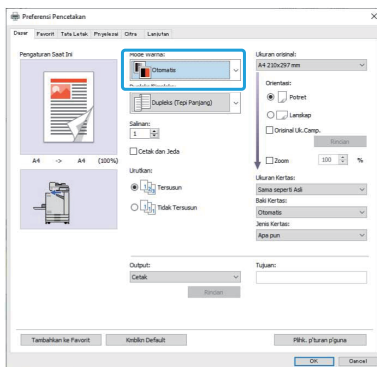 Preferensi Pencetakan
Dasar Favorit Tata Letak Penyelesai Citra Lanjutan
Pengaturan Saat Ini
A4 -> A4 (100%)
Mode Warna:
Otomatis
Dupleks (Tepi Panjang)
Salinan:
1
Cetak dan Jeda
Urutkan:
Tersusun
Tidak Tersusun
Ukuran orisinal:
A4 210x297 mm
Orientasi:
Potret
Lanskap
Orisinal Uk.Camp.
Rincian
Zoom 100 %
Ukuran Kertas:
Sama seperti Asli
Baki Kertas:
Otomatis
Jenis Kertas:
Apa pun
Output:
Cetak
Rincian
Tujuan:
Tambahkan ke Favorit Kmblikn Default Plihk. p'turan p'guna
OK Cancel